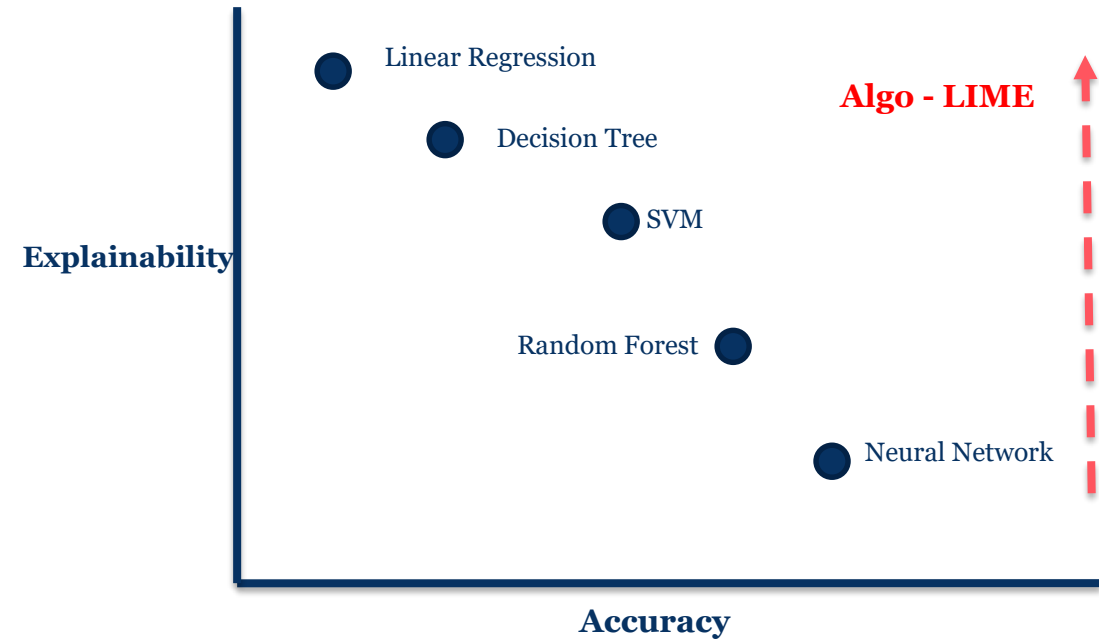 Linear Regression
Algo - LIME
Decision Tree
SVM
Explainability
Random Forest
Neural Network
Accuracy